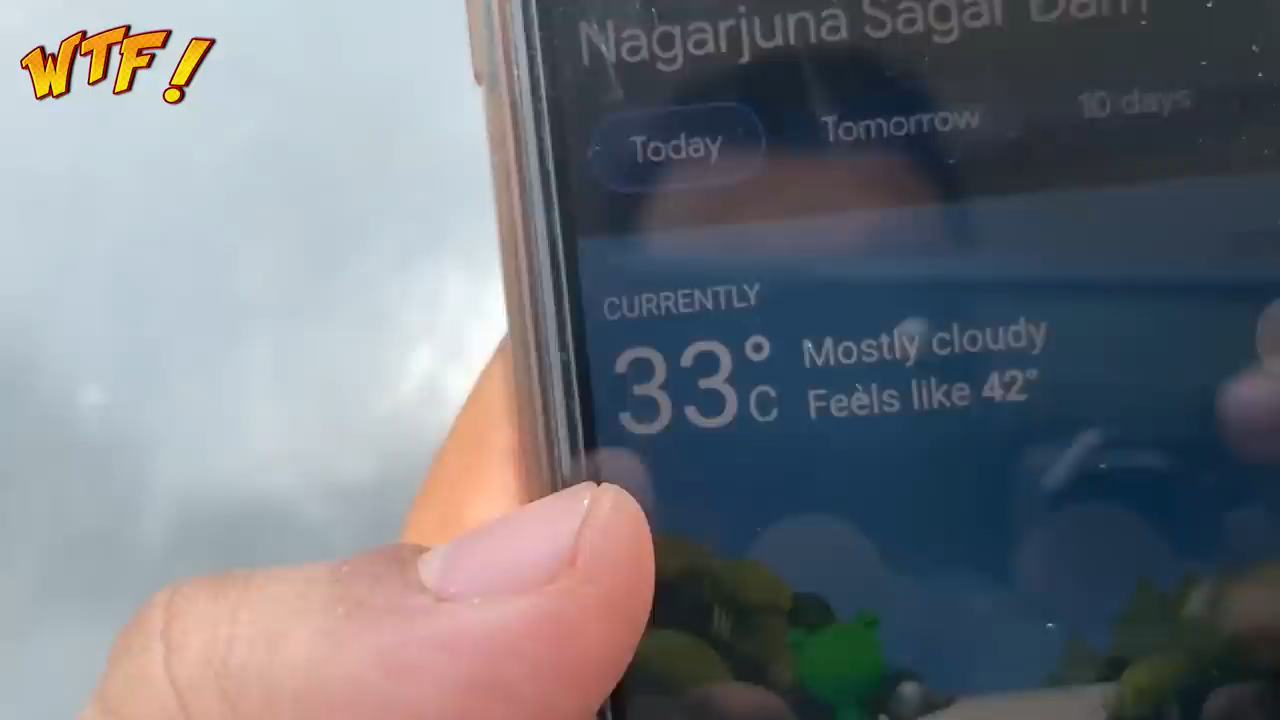 WTF!
Nagarjuna Sagar Dam
Today
Tomorrow
10 days
CURRENTLY
33°C
Mostly cloudy
Feels like 42°